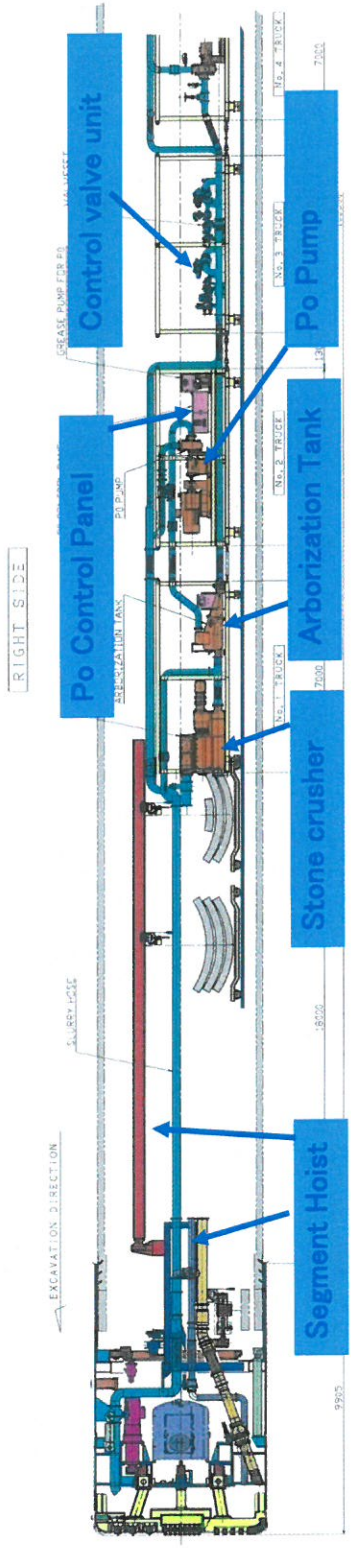 RIGHT SIDE
EXCAVATION DIRECTION
SLURRY HOSE
ARBORIZATION TANK
PO PUMP
GREASE PUMP FOR PO
Po Control Panel
Control valve unit
No. 1 TRUCK
No. 2 TRUCK
No. 3 TRUCK
No. 4 TRUCK
Segment Hoist
Stone crusher
Arborization Tank
Po Pump
9905
18000
7000
7000